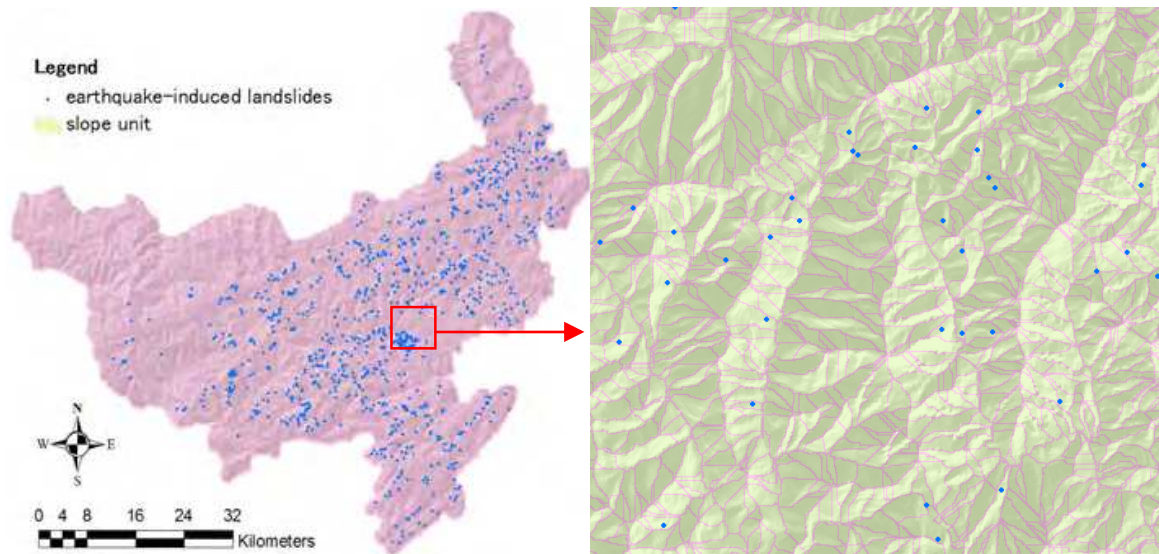 Legend
earthquake-induced landslides
slope unit
N
W E
S
0 4 8 16 24 32
Kilometers